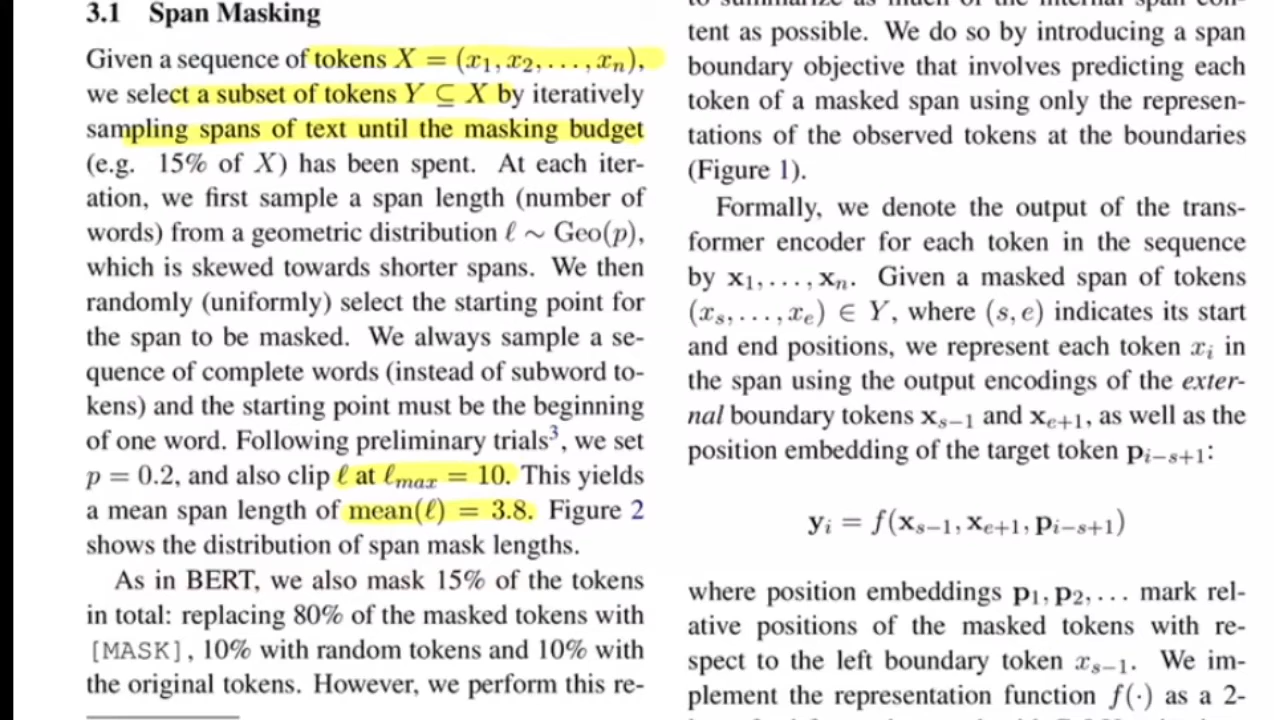 3.1 Span Masking
Given a sequence of tokens X = (x₁, x₂, . . . , xₙ),
we select a subset of tokens Y ⊆ X by iteratively
sampling spans of text until the masking budget
(e.g. 15% of X) has been spent. At each iter-
ation, we first sample a span length (number of
words) from a geometric distribution ℓ ∼ Geo(p),
which is skewed towards shorter spans. We then
randomly (uniformly) select the starting point for
the span to be masked. We always sample a se-
quence of complete words (instead of subword to-
kens) and the starting point must be the beginning
of one word. Following preliminary trials³, we set
p = 0.2, and also clip ℓ at ℓmax = 10. This yields
a mean span length of mean(ℓ) = 3.8. Figure 2
shows the distribution of span mask lengths.
As in BERT, we also mask 15% of the tokens
in total: replacing 80% of the masked tokens with
[MASK], 10% with random tokens and 10% with
the original tokens. However, we perform this re-
tent as possible. We do so by introducing a span
boundary objective that involves predicting each
token of a masked span using only the represen-
tations of the observed tokens at the boundaries
(Figure 1).
Formally, we denote the output of the trans-
former encoder for each token in the sequence
by x₁, . . . , xₙ. Given a masked span of tokens
(xₛ, . . . , xₑ) ∈ Y, where (s, e) indicates its start
and end positions, we represent each token xᵢ in
the span using the output encodings of the exter-
nal boundary tokens xₛ₋₁ and xₑ₊₁, as well as the
position embedding of the target token pᵢ₋ₛ₊₁:
yᵢ = f(xₛ₋₁, xₑ₊₁, pᵢ₋ₛ₊₁)
where position embeddings p₁, p₂, . . . mark rel-
ative positions of the masked tokens with re-
spect to the left boundary token xₛ₋₁. We im-
plement the representation function f(·) as a 2-